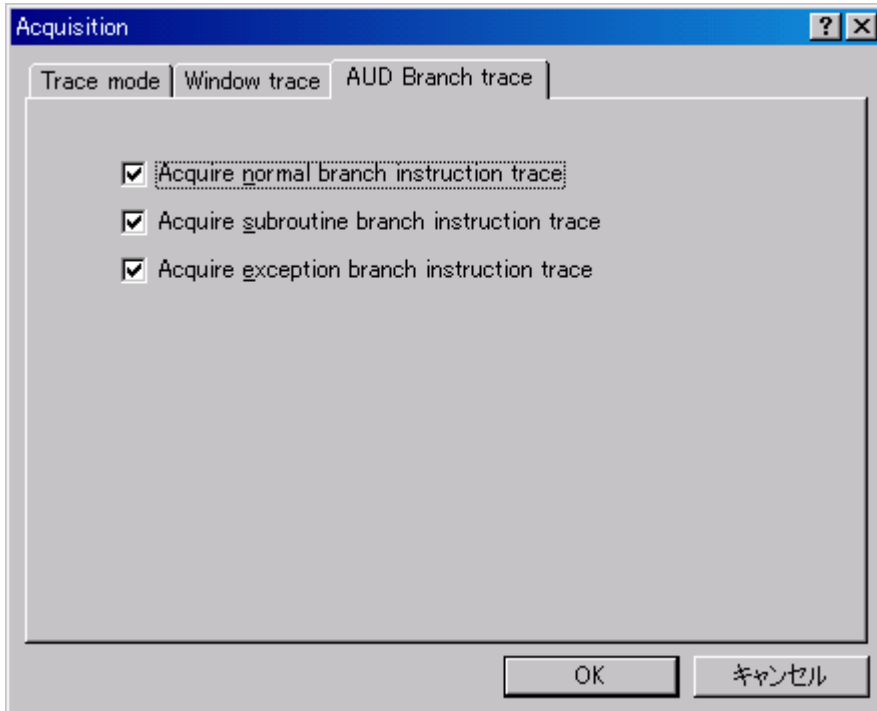 Acquisition
Trace mode Window trace AUD Branch trace
Acquire normal branch instruction trace
Acquire subroutine branch instruction trace
Acquire exception branch instruction trace
OK キャンセル